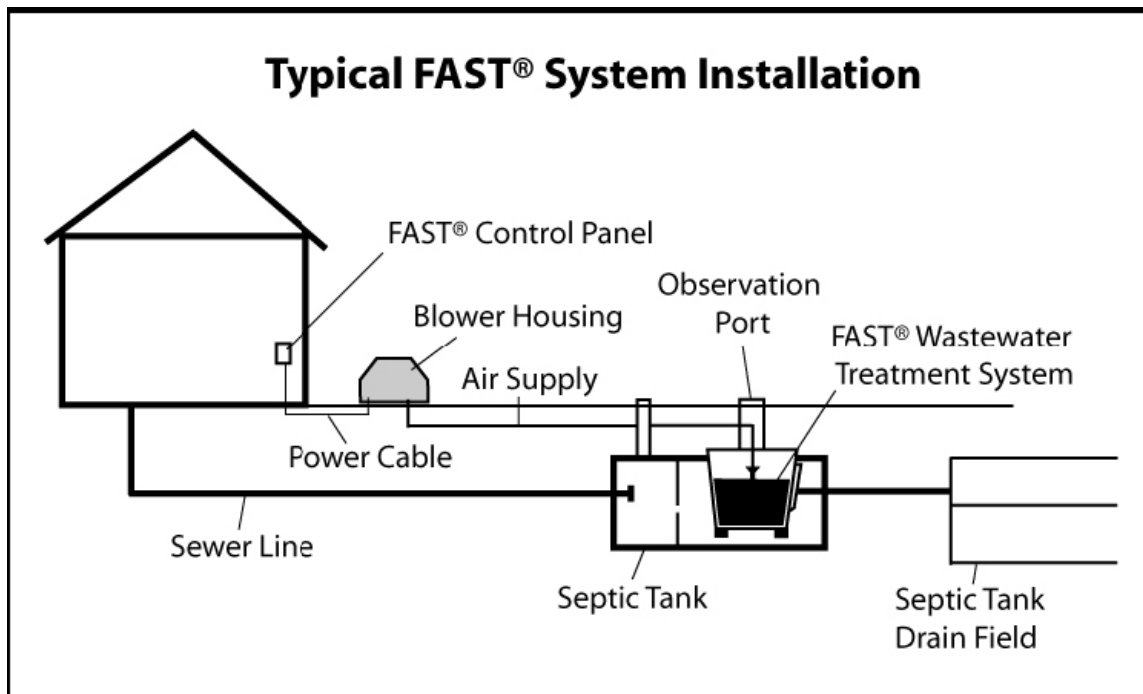 Typical FAST® System Installation
FAST® Control Panel
Blower Housing
Observation
Port
FAST® Wastewater
Treatment System
Air Supply
Power Cable
Sewer Line
Septic Tank
Septic Tank
Drain Field